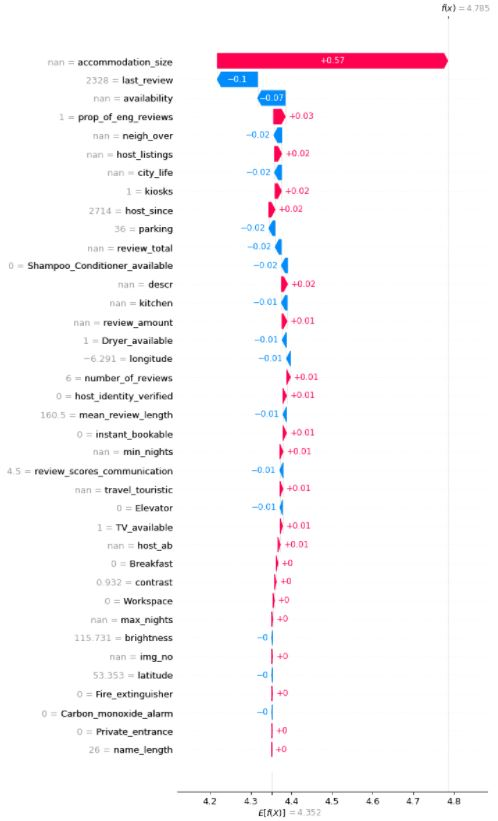 f(x) = 4.785
nan = accommodation_size +0.57
2328 = last_review −0.1
nan = availability −0.07
1 = prop_of_eng_reviews +0.03
nan = neigh_over −0.02
nan = host_listings +0.02
nan = city_life −0.02
1 = kiosks +0.02
2714 = host_since +0.02
36 = parking −0.02
nan = review_total −0.02
0 = Shampoo_Conditioner_available −0.02
nan = descr +0.02
nan = kitchen −0.01
nan = review_amount +0.01
1 = Dryer_available −0.01
−6.291 = longitude −0.01
6 = number_of_reviews +0.01
0 = host_identity_verified +0.01
160.5 = mean_review_length −0.01
0 = instant_bookable +0.01
nan = min_nights +0.01
4.5 = review_scores_communication −0.01
nan = travel_touristic +0.01
0 = Elevator −0.01
1 = TV_available +0.01
nan = host_ab +0.01
0 = Breakfast +0
0.932 = contrast +0
0 = Workspace +0
nan = max_nights +0
115.731 = brightness −0
nan = img_no +0
53.353 = latitude −0
0 = Fire_extinguisher +0
0 = Carbon_monoxide_alarm −0
0 = Private_entrance +0
26 = name_length +0
4.2 4.3 4.4 4.5 4.6 4.7 4.8
E[f(X)] = 4.352